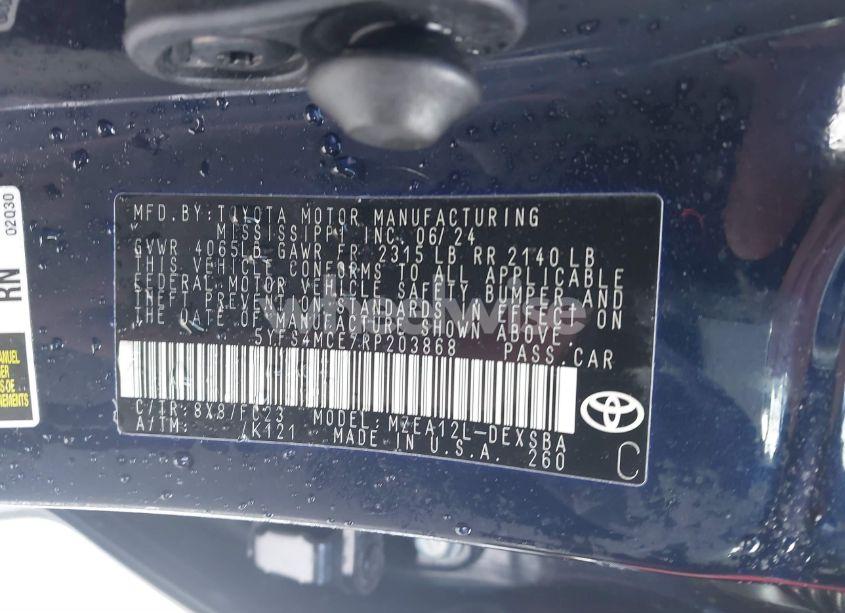 MFD.BY:TOYOTA MOTOR MANUFACTURING
MISSISSIPPI INC. 06/24
GVWR 4065LB GAWR FR 2315 LB RR 2140 LB
THIS VEHICLE CONFORMS TO ALL APPLICABLE
FEDERAL MOTOR VEHICLE SAFETY BUMPER AND
THEFT PREVENTION STANDARDS IN EFFECT ON
THE DATE OF MANUFACTURE SHOWN ABOVE.
5YFS4MCE7RP203868 PASS.CAR
C/TR:8X8/FC23 MODEL:MZEA12L-DEXSBA
A/TM: /K121 MADE IN U.S.A. 260
C
02030
RN